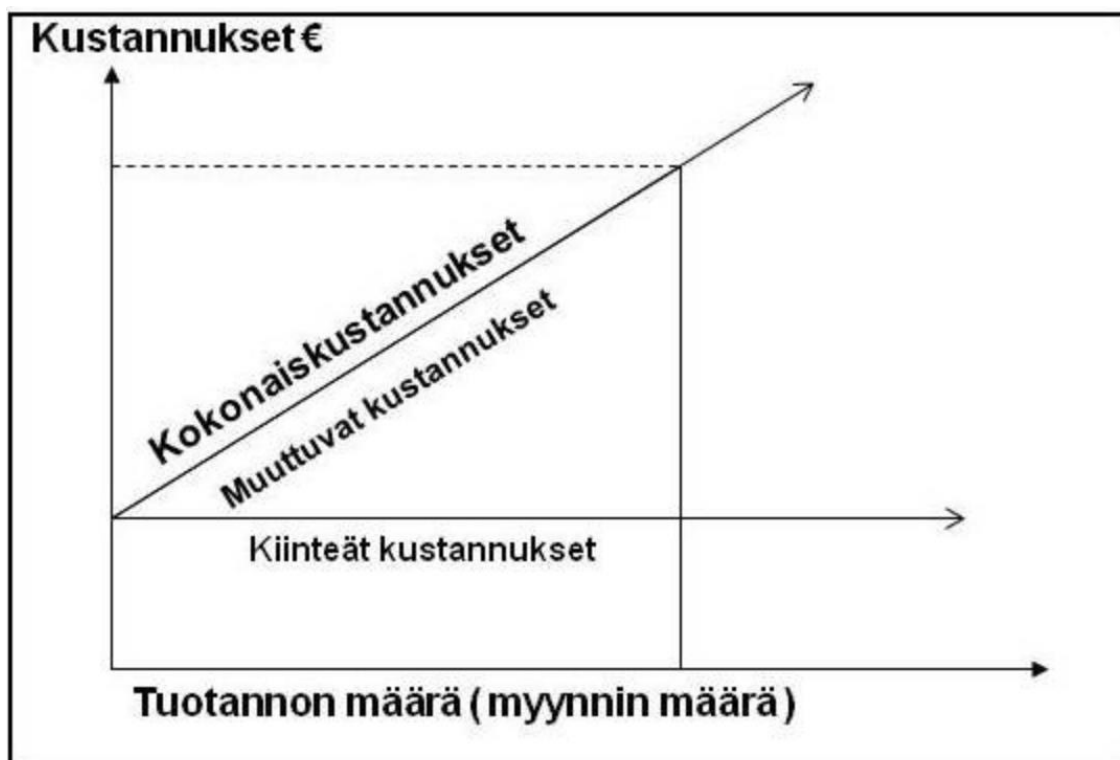 Kustannukset €
Kokonaiskustannukset
Muuttuvat kustannukset
Kiinteät kustannukset
Tuotannon määrä ( myynnin määrä )